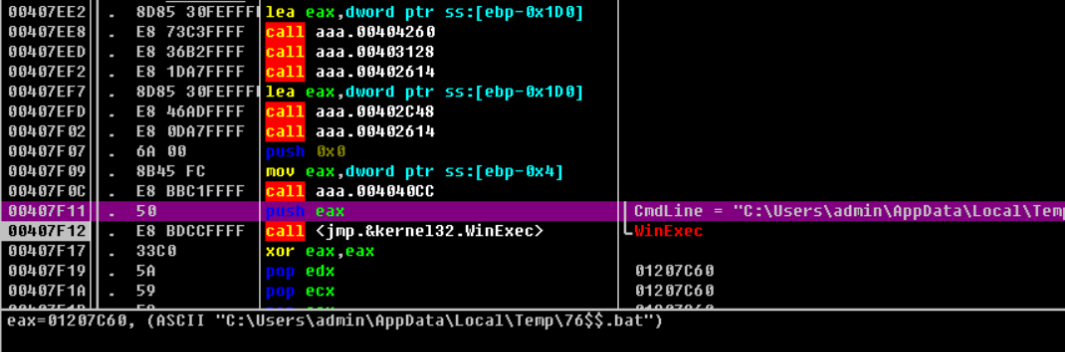 00407EE2 . 8D85 30FEFFFF lea eax,dword ptr ss:[ebp-0x1D0]
00407EE8 . E8 73C3FFFF call aaa.00404260
00407EED . E8 36B2FFFF call aaa.00403128
00407EF2 . E8 1DA7FFFF call aaa.00402614
00407EF7 . 8D85 30FEFFFF lea eax,dword ptr ss:[ebp-0x1D0]
00407EFD . E8 46ADFFFF call aaa.00402C48
00407F02 . E8 0DA7FFFF call aaa.00402614
00407F07 . 6A 00 push 0x0
00407F09 . 8B45 FC mov eax,dword ptr ss:[ebp-0x4]
00407F0C . E8 BBC1FFFF call aaa.004040CC
00407F11 . 50 push eax CmdLine = "C:\Users\admin\AppData\Local\Temp
00407F12 . E8 BDCCFFFF call <jmp.&kernel32.WinExec> WinExec
00407F17 . 33C0 xor eax,eax
00407F19 . 5A pop edx 01207C60
00407F1A . 59 pop ecx 01207C60
eax=01207C60, (ASCII "C:\Users\admin\AppData\Local\Temp\76$$.bat")